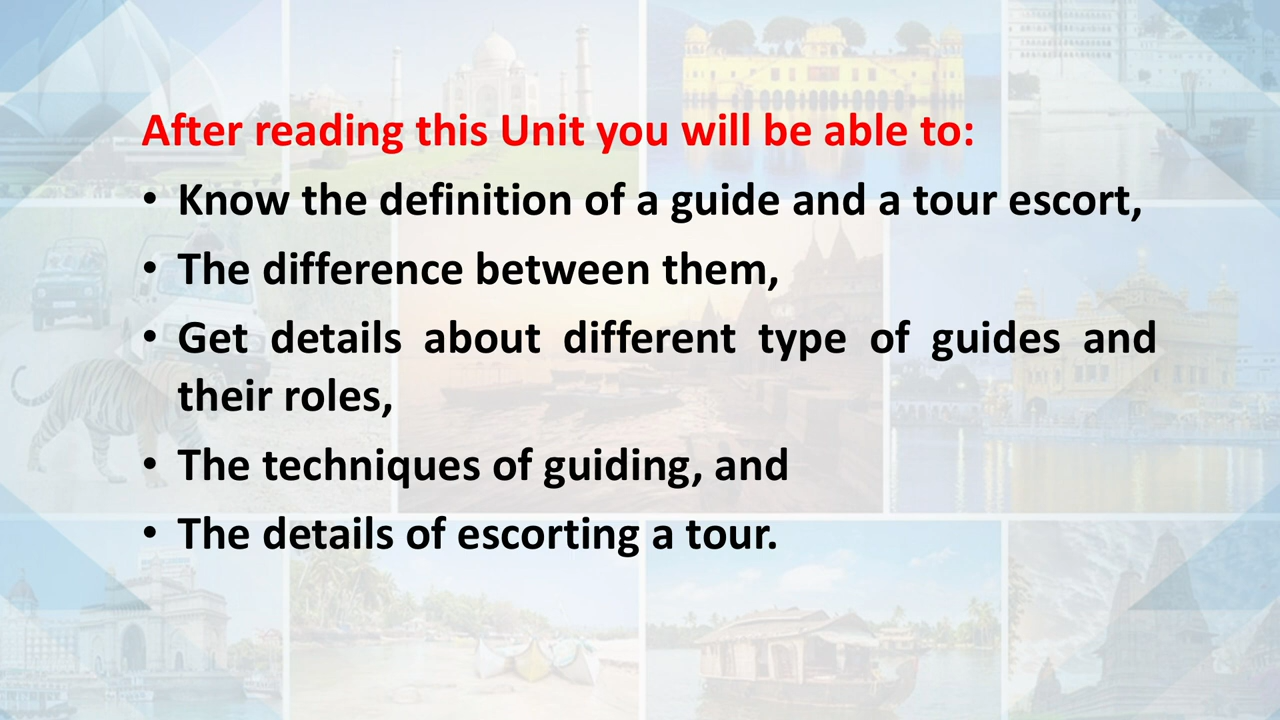 After reading this Unit you will be able to:
• Know the definition of a guide and a tour escort,
• The difference between them,
• Get details about different type of guides and
their roles,
• The techniques of guiding, and
• The details of escorting a tour.